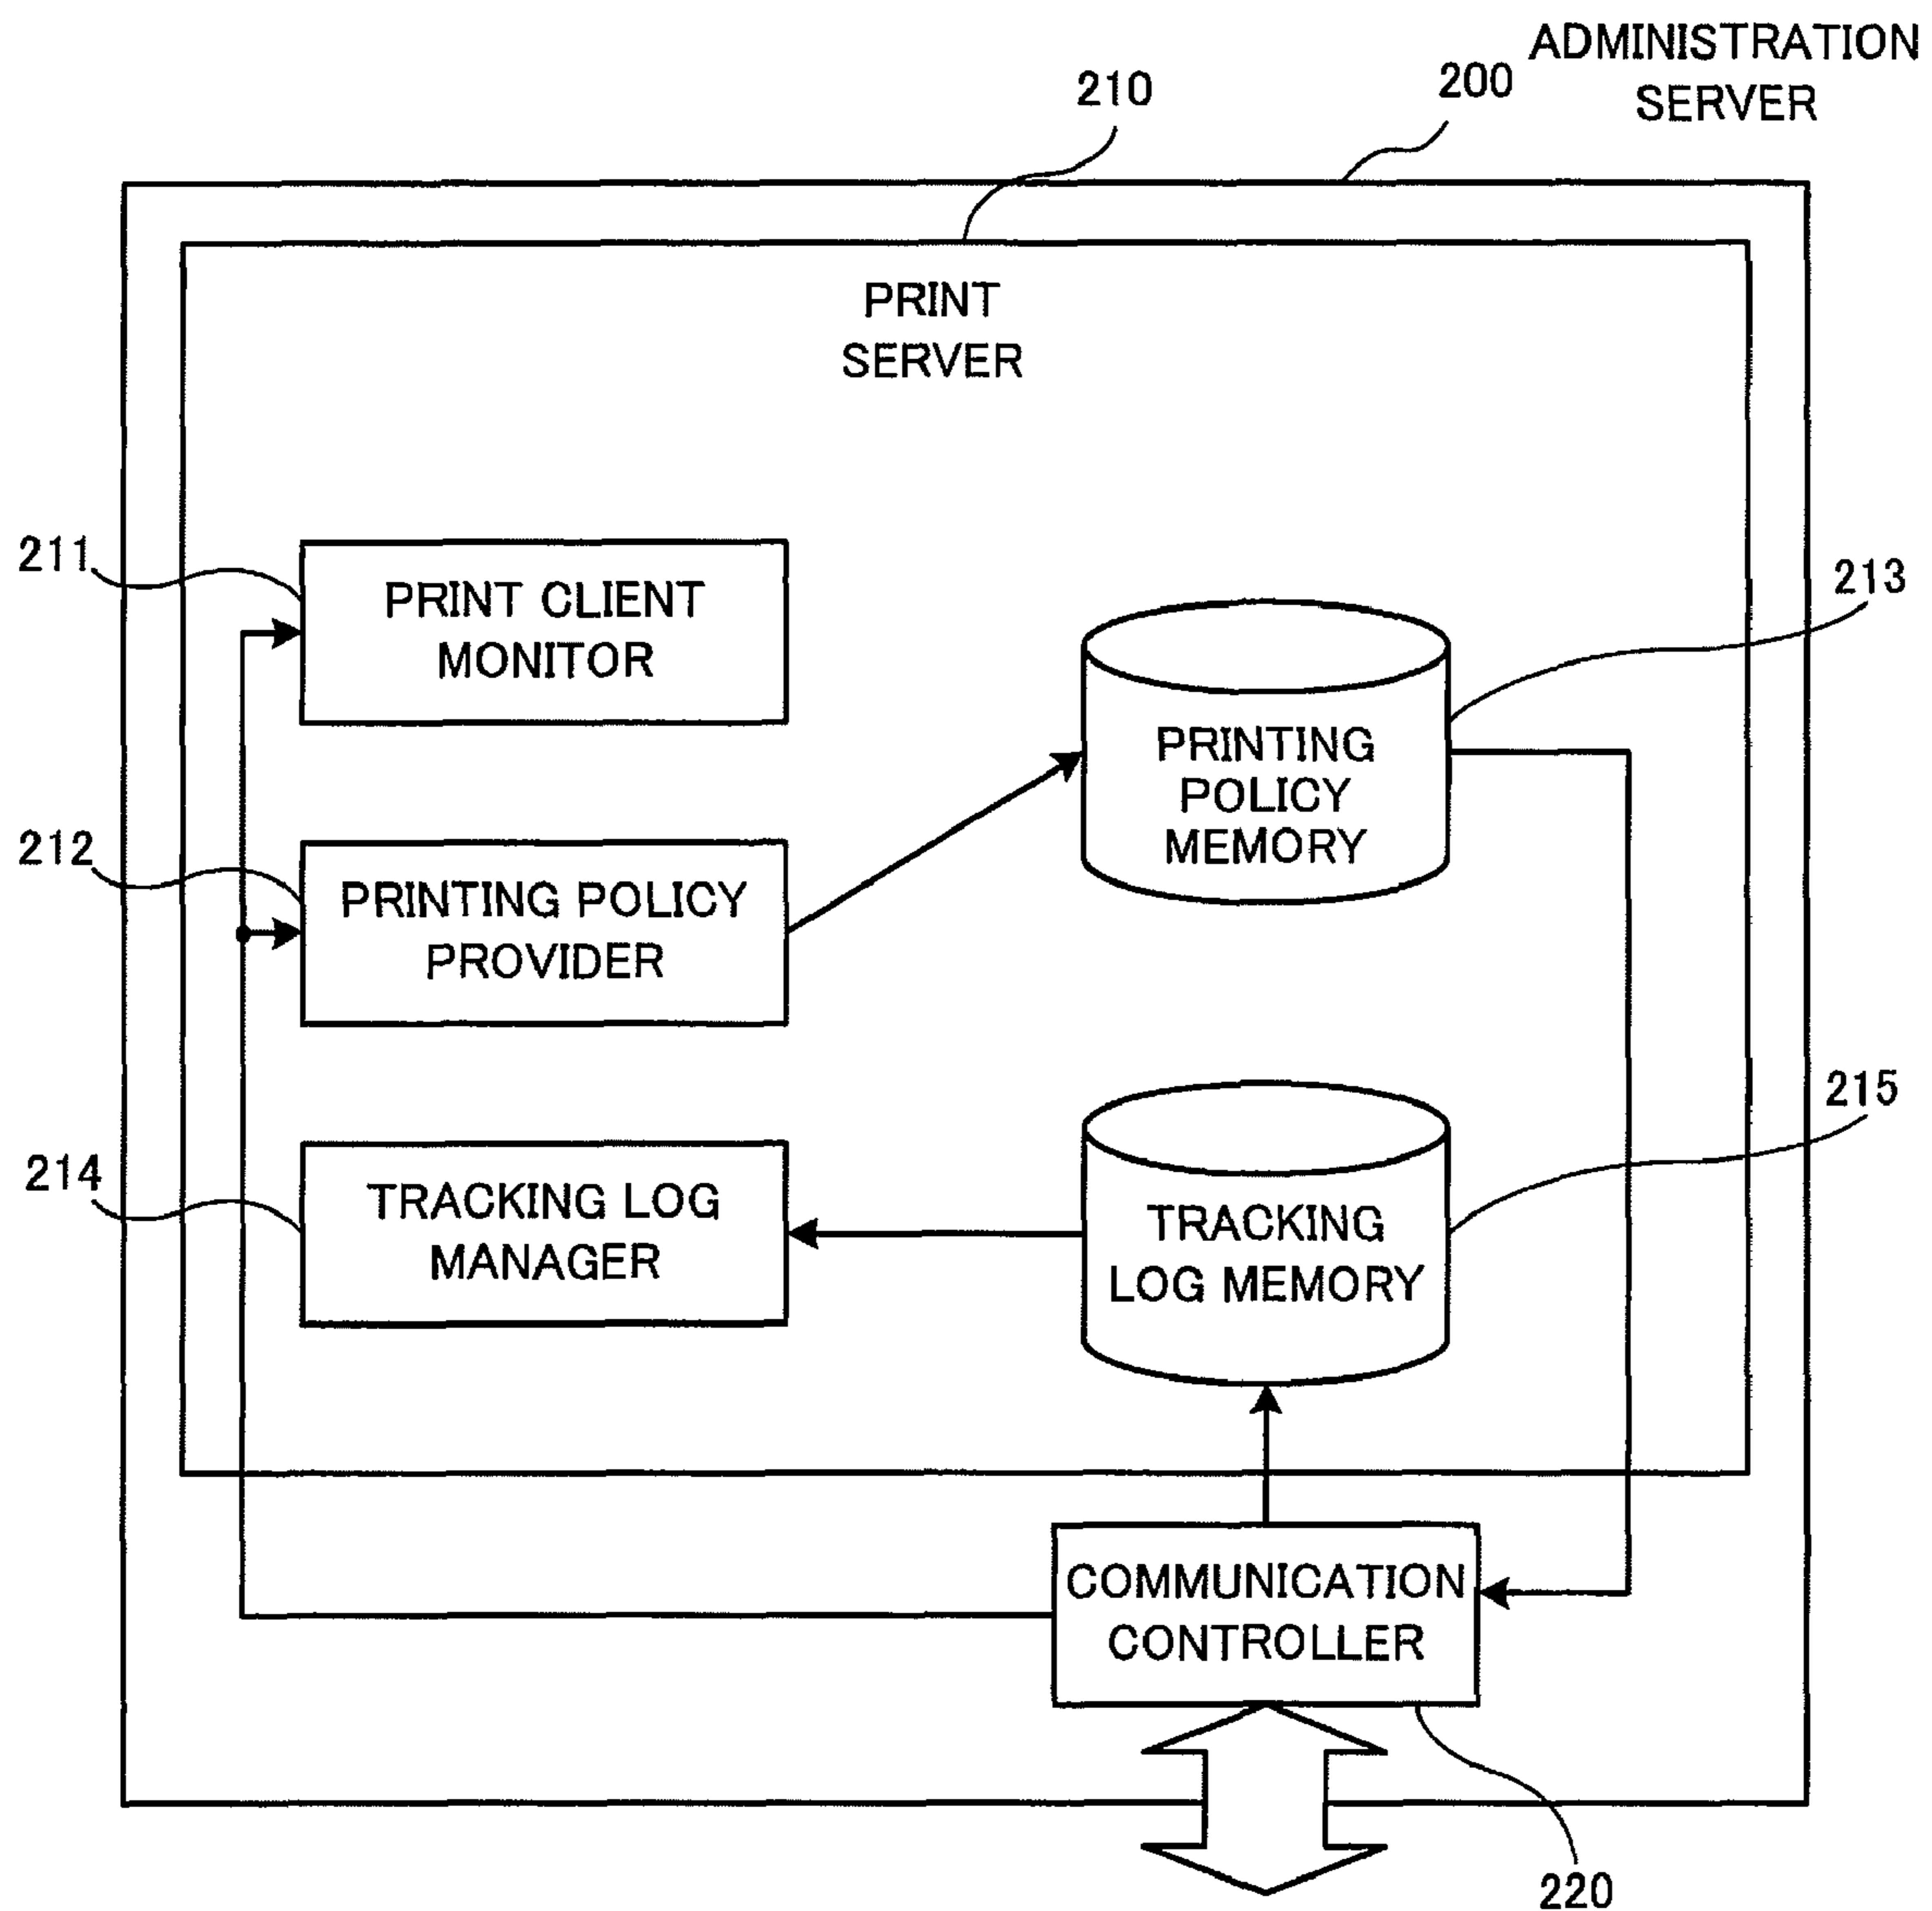 ADMINISTRATION
SERVER
200
210
PRINT
SERVER
211
PRINT CLIENT
MONITOR
213
PRINTING
POLICY
MEMORY
212
PRINTING POLICY
PROVIDER
215
214
TRACKING LOG
MANAGER
TRACKING
LOG MEMORY
COMMUNICATION
CONTROLLER
220